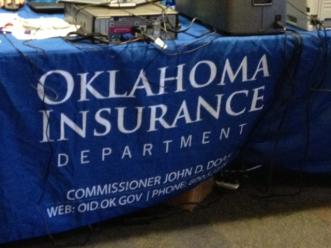 OKLAHOMA
INSURANCE
DEPARTMENT
COMMISSIONER JOHN D.
WEB: OID.OK.GOV | PHONE: